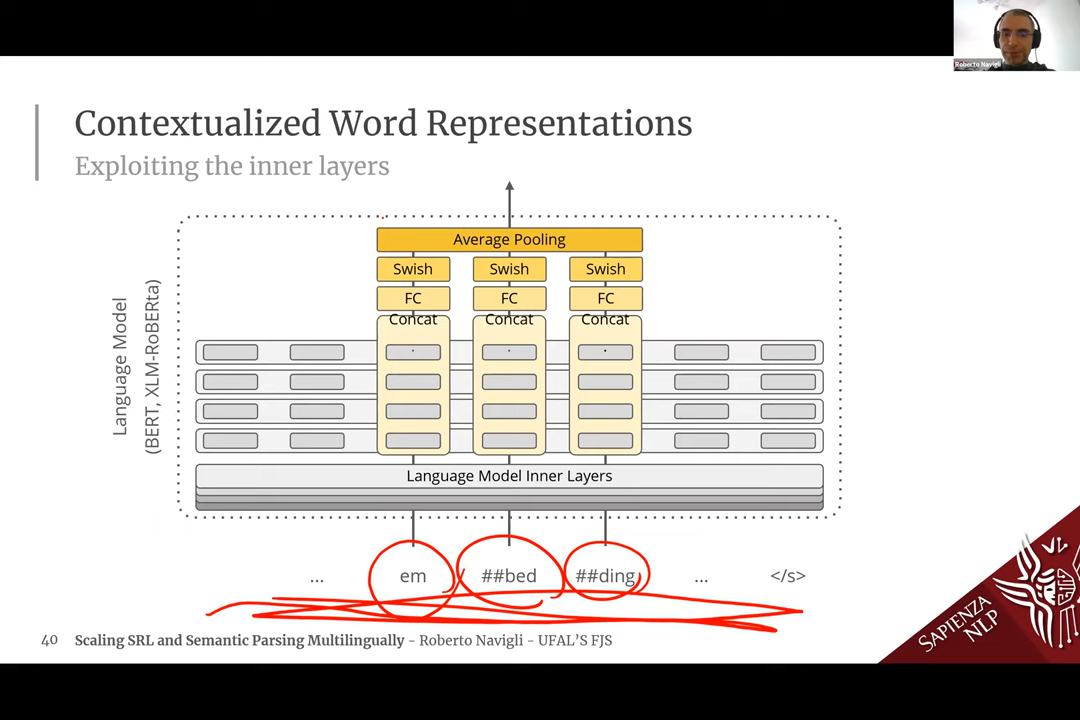 Roberto Navigli
Contextualized Word Representations
Exploiting the inner layers
Average Pooling
Swish Swish Swish
FC FC FC
Concat Concat Concat
Language Model
(BERT, XLM-RoBERta)
Language Model Inner Layers
... em ##bed ##ding ... </s>
40 Scaling SRL and Semantic Parsing Multilingually - Roberto Navigli - UFAL'S FJS
SAPIENZA
NLP